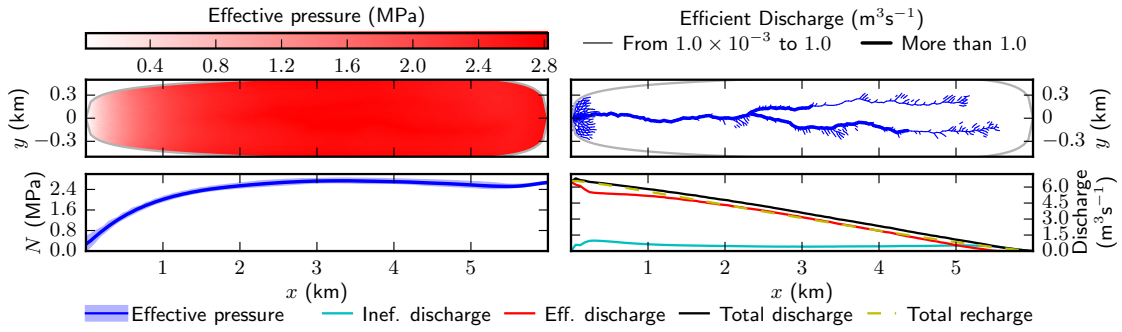 Effective pressure (MPa)
0.4 0.8 1.2 1.6 2.0 2.4 2.8
Efficient Discharge (m³s⁻¹)
From 1.0 × 10⁻³ to 1.0 More than 1.0
y (km)
0.3
0
−0.3
0.3
0
−0.3
y (km)
N (MPa)
2.4
1.6
0.8
0.0
1 2 3 4 5
x (km)
6.0
4.5
3.0
1.5
0.0
Discharge
(m³s⁻¹)
1 2 3 4 5
x (km)
Effective pressure Inef. discharge Eff. discharge Total discharge Total recharge